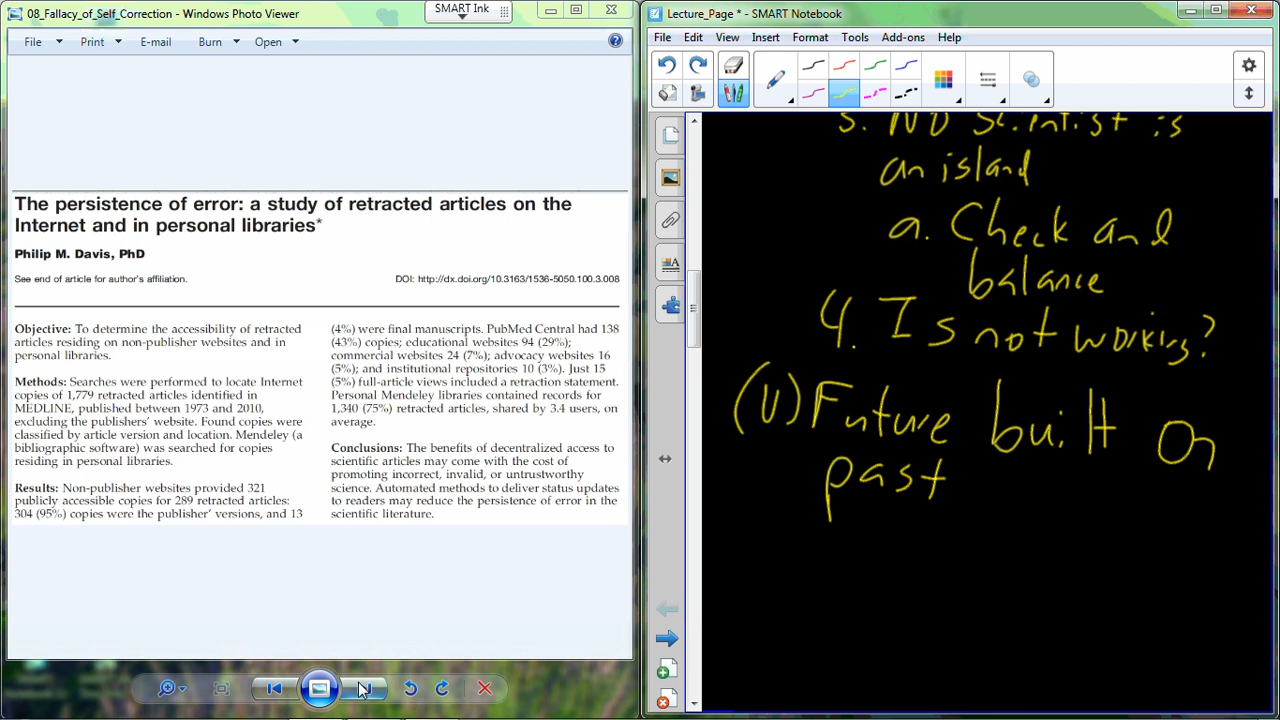 08_Fallacy_of_Self_Correction - Windows Photo Viewer
SMART Ink
File Print E-mail Burn Open
The persistence of error: a study of retracted articles on the
Internet and in personal libraries*
Philip M. Davis, PhD
See end of article for author's affiliation. DOI: http://dx.doi.org/10.3163/1536-5050.100.3.008
Objective: To determine the accessibility of retracted
articles residing on non-publisher websites and in
personal libraries.
Methods: Searches were performed to locate Internet
copies of 1,779 retracted articles identified in
MEDLINE, published between 1973 and 2010,
excluding the publishers' website. Found copies were
classified by article version and location. Mendeley (a
bibliographic software) was searched for copies
residing in personal libraries.
Results: Non-publisher websites provided 321
publicly accessible copies for 289 retracted articles:
304 (95%) copies were the publisher's versions, and 13
(4%) were final manuscripts. PubMed Central had 138
(43%) copies; educational websites 94 (29%);
commercial websites 24 (7%); advocacy websites 16
(5%); and institutional repositories 10 (3%). Just 15
(5%) full-article views included a retraction statement.
Personal Mendeley libraries contained records for
1,340 (75%) retracted articles, shared by 3.4 users, on
average.
Conclusions: The benefits of decentralized access to
scientific articles may come with the cost of
promoting incorrect, invalid, or untrustworthy
science. Automated methods to deliver status updates
to readers may reduce the persistence of error in the
scientific literature.
Lecture_Page * - SMART Notebook
File Edit View Insert Format Tools Add-ons Help
3. No scientist is
an island
a. Check and
balance
4. Is not working?
(V) Future built on
past